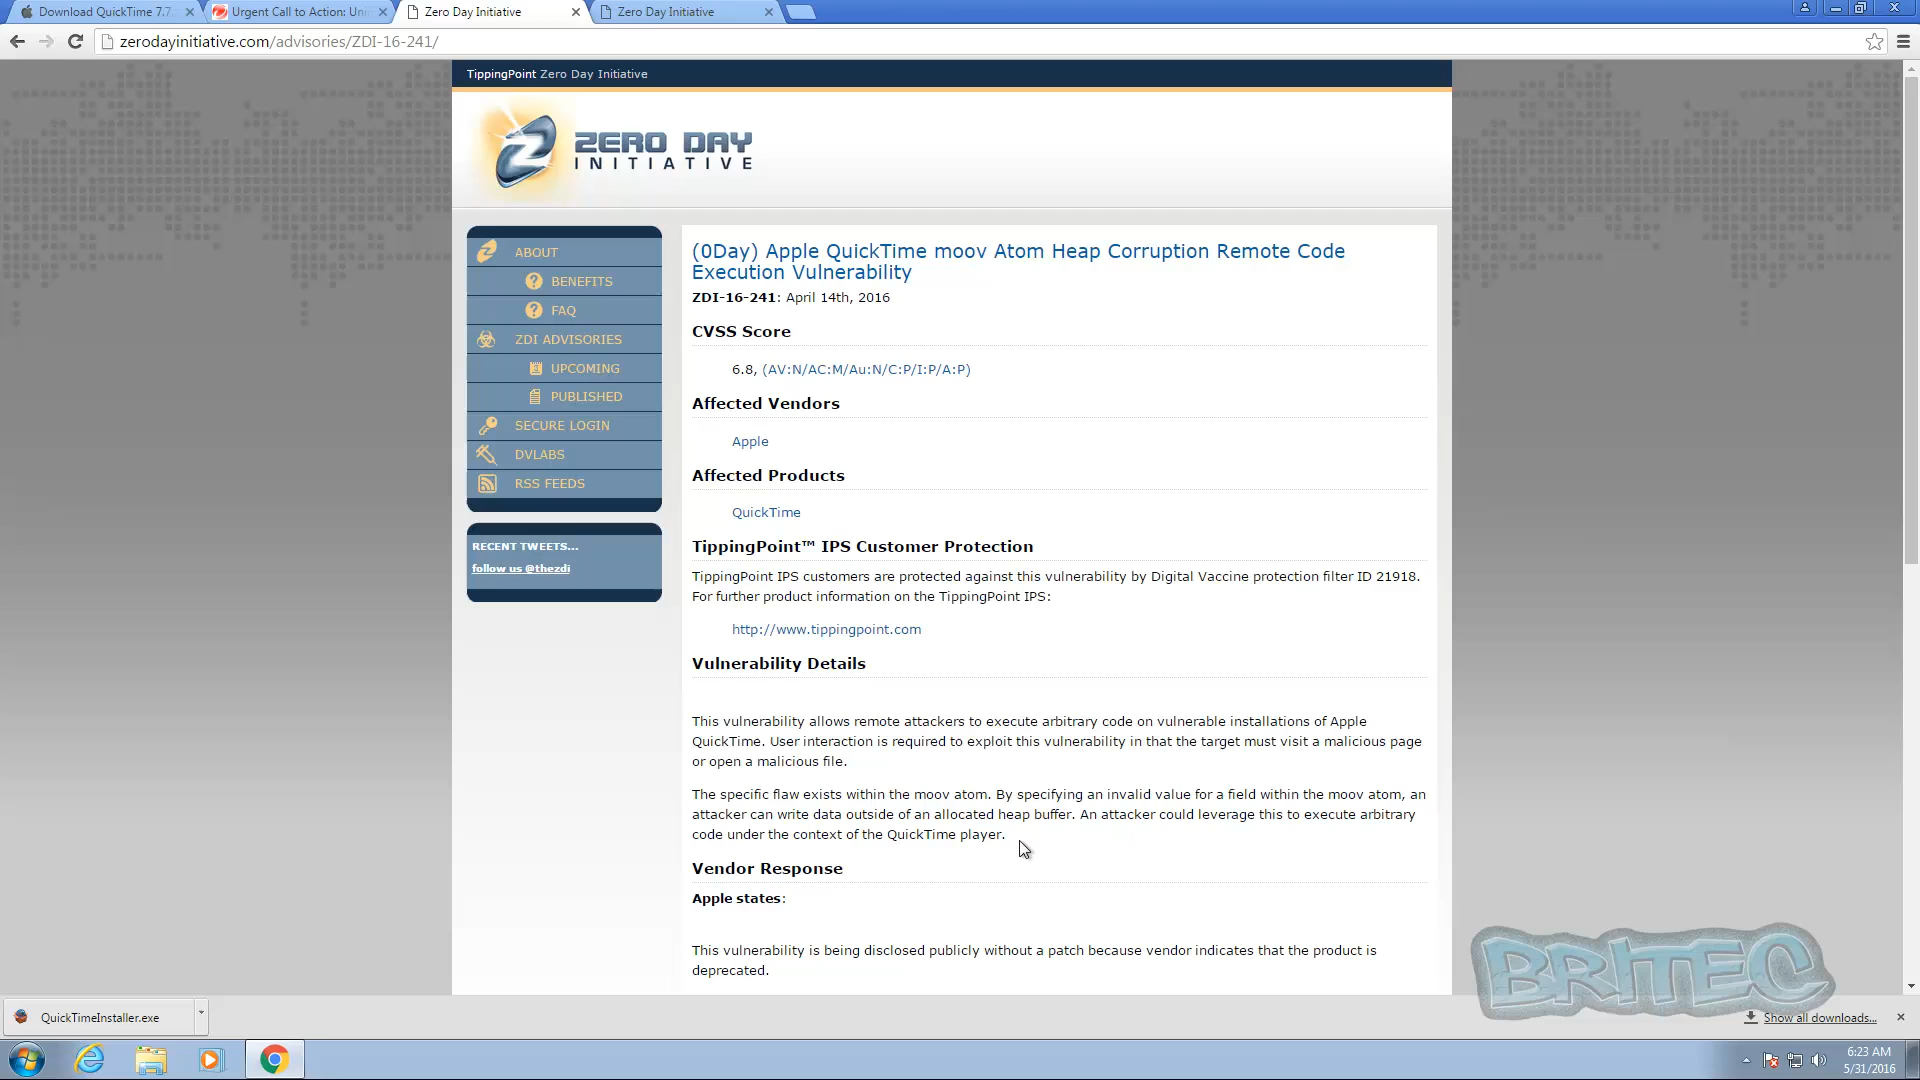 Download QuickTime 7.7.
Urgent Call to Action: Un
Zero Day Initiative
Zero Day Initiative
zerodayinitiative.com/advisories/ZDI-16-241/
TippingPoint Zero Day Initiative
ZERO DAY
INITIATIVE
ABOUT
BENEFITS
FAQ
ZDI ADVISORIES
UPCOMING
PUBLISHED
SECURE LOGIN
DVLABS
RSS FEEDS
RECENT TWEETS...
follow us @thezdi
(0Day) Apple QuickTime moov Atom Heap Corruption Remote Code
Execution Vulnerability
ZDI-16-241: April 14th, 2016
CVSS Score
6.8, (AV:N/AC:M/Au:N/C:P/I:P/A:P)
Affected Vendors
Apple
Affected Products
QuickTime
TippingPoint™ IPS Customer Protection
TippingPoint IPS customers are protected against this vulnerability by Digital Vaccine protection filter ID 21918.
For further product information on the TippingPoint IPS:
http://www.tippingpoint.com
Vulnerability Details
This vulnerability allows remote attackers to execute arbitrary code on vulnerable installations of Apple
QuickTime. User interaction is required to exploit this vulnerability in that the target must visit a malicious page
or open a malicious file.
The specific flaw exists within the moov atom. By specifying an invalid value for a field within the moov atom, an
attacker can write data outside of an allocated heap buffer. An attacker could leverage this to execute arbitrary
code under the context of the QuickTime player.
Vendor Response
Apple states:
This vulnerability is being disclosed publicly without a patch because vendor indicates that the product is
deprecated.
BRITEC
QuickTimeInstaller.exe
Show all downloads...
6:23 AM
5/31/2016